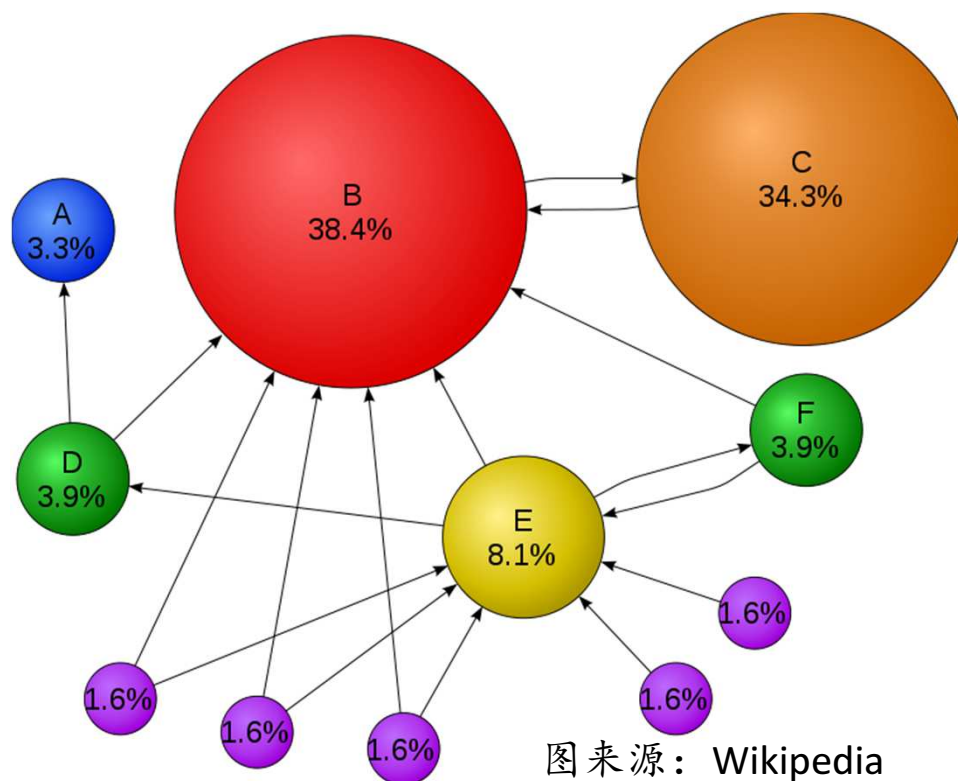 A
3.3%
B
38.4%
C
34.3%
D
3.9%
E
8.1%
F
3.9%
1.6%
1.6%
1.6%
1.6%
1.6%
图来源：Wikipedia